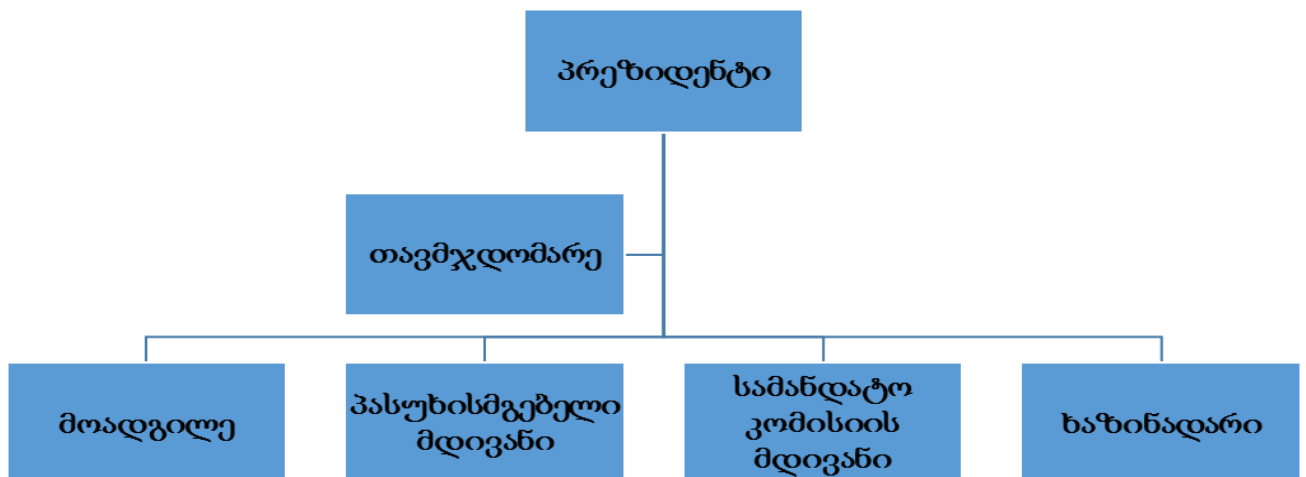 პრეზიდენტი
თავმჯდომარე
მოადგილე
პასუხისმგებელი
მდივანი
სამანდატო
კომისიის
მდივანი
ხაზინადარი